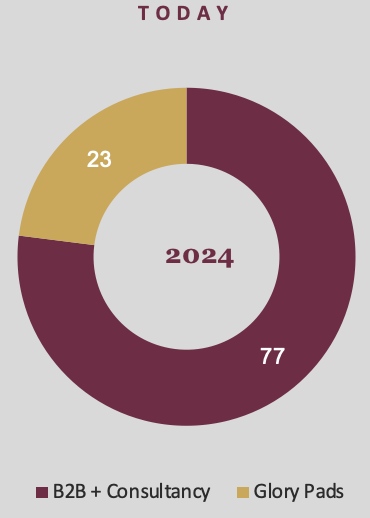 TODAY
23
2024
77
B2B + Consultancy
Glory Pads